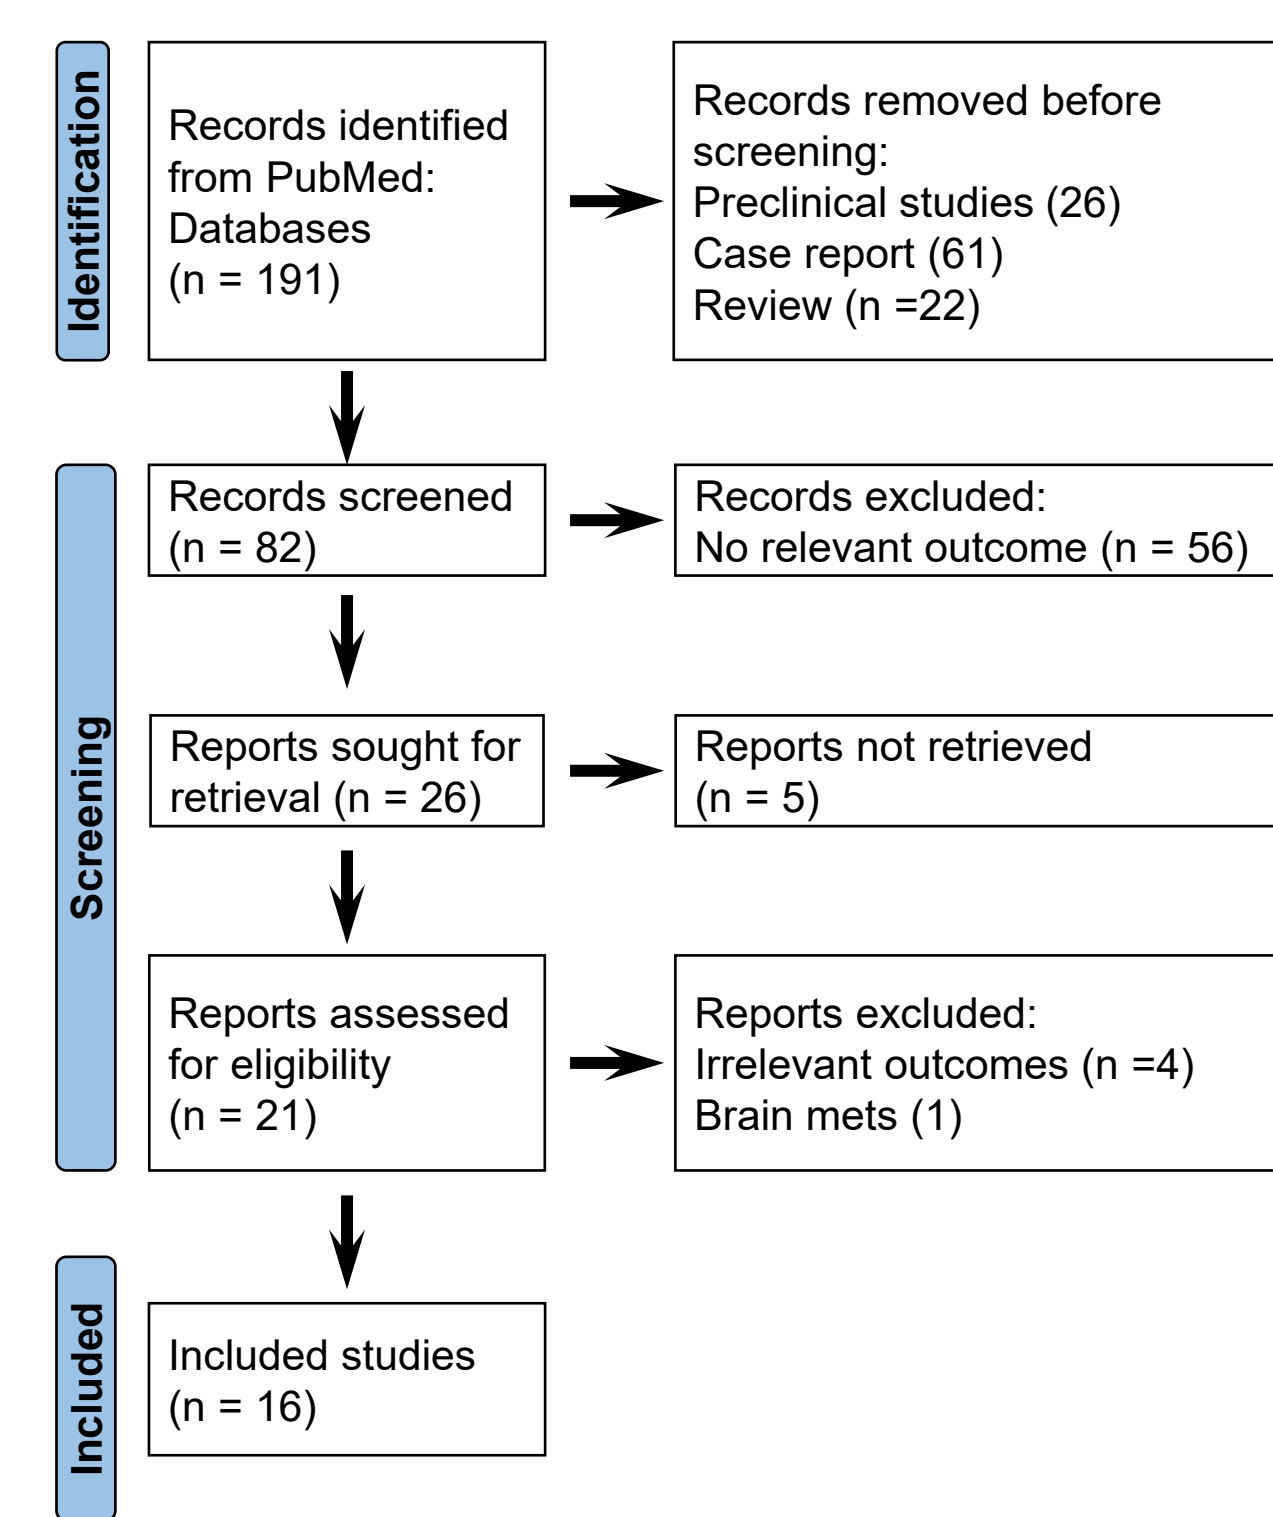 Identification
Records identified
from PubMed:
Databases
(n = 191)
Records removed before
screening:
Preclinical studies (26)
Case report (61)
Review (n =22)
Screening
Records screened
(n = 82)
Records excluded:
No relevant outcome (n = 56)
Reports sought for
retrieval (n = 26)
Reports not retrieved
(n = 5)
Reports assessed
for eligibility
(n = 21)
Reports excluded:
Irrelevant outcomes (n =4)
Brain mets (1)
Included
Included studies
(n = 16)